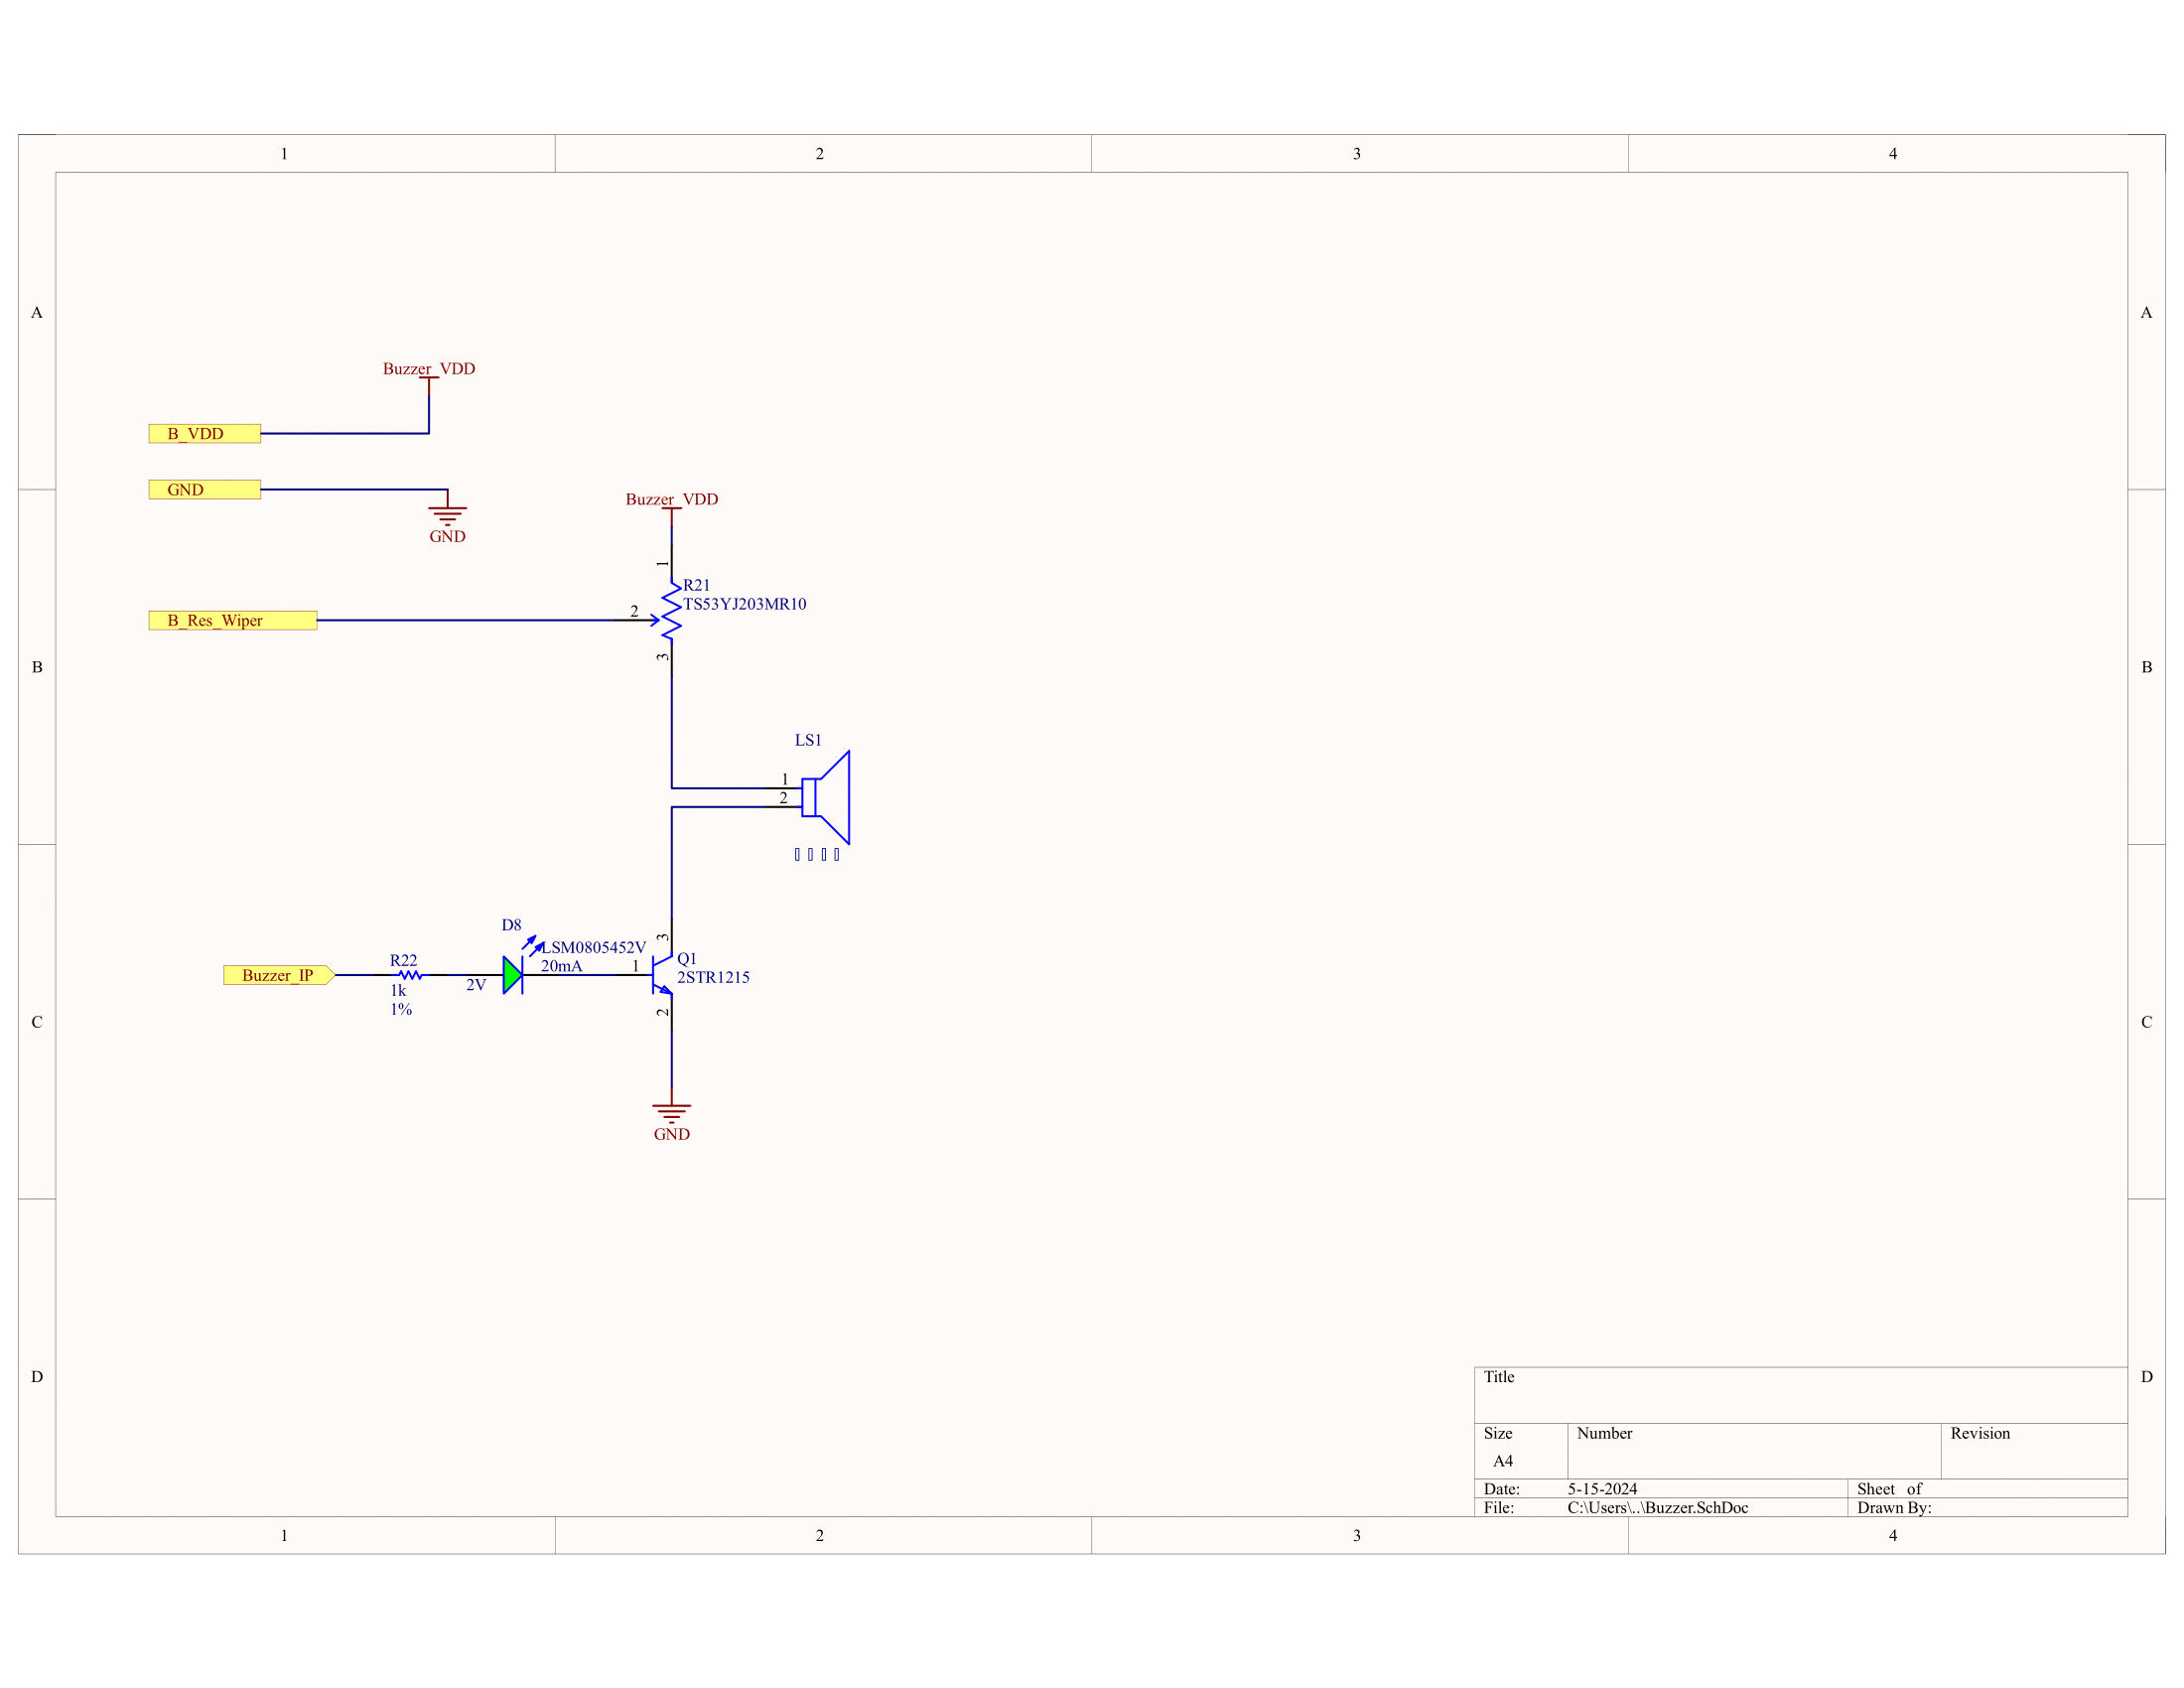 1 2 3 4
A A
Buzzer_VDD
B_VDD
GND
GND
Buzzer_VDD
1
R21
TS53YJ203MR10
2
B_Res_Wiper
3
B B
LS1
1
2
D8
LSM0805452V
20mA
3
R22
1k
1%
Buzzer_IP
2V
1
Q1
2STR1215
2
C C
GND
D D
Title
Size Number Revision
A4
Date: 5-15-2024 Sheet of
File: C:\Users\..\Buzzer.SchDoc Drawn By:
1 2 3 4